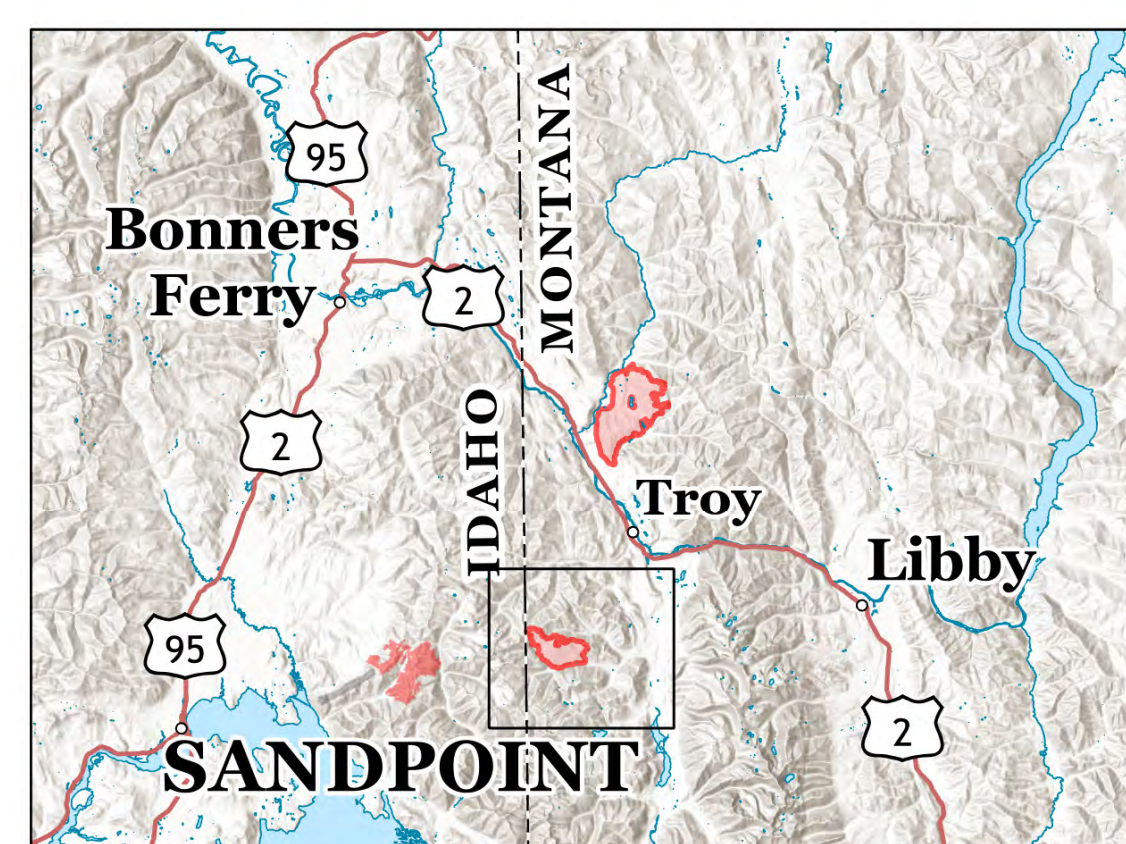 MONTANA
95
Bonners
Ferry
2
IDAHO
2
Troy
Libby
95
2
SANDPOINT